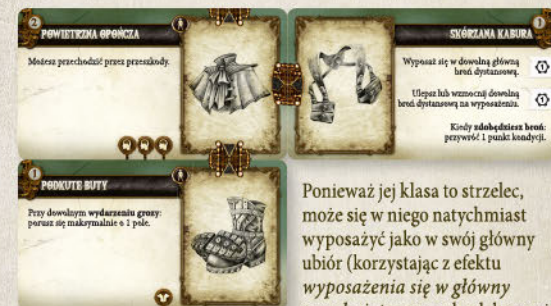 2
POWIETRZNA OPOŃCZA
Możesz przechodzić przez przeszkody.
SKÓRZANA KABURA
1
Wyposaż się w dowolną główną
broń dystansową.
1
Ulepsz lub wzmocnij dowolną
broń dystansową na wyposażeniu.
1
Kiedy zdobędziesz broń:
przywróć 1 punkt kondycji.
1
PODKUTE BUTY
Przy dowolnym wydarzeniu grozy:
porusz się maksymalnie o 1 pole.
Ponieważ jej klasa to strzelec,
może się w niego natychmiast
wyposażyć jako w swój główny
ubiór (korzystając z efektu
wyposażenia się w główny